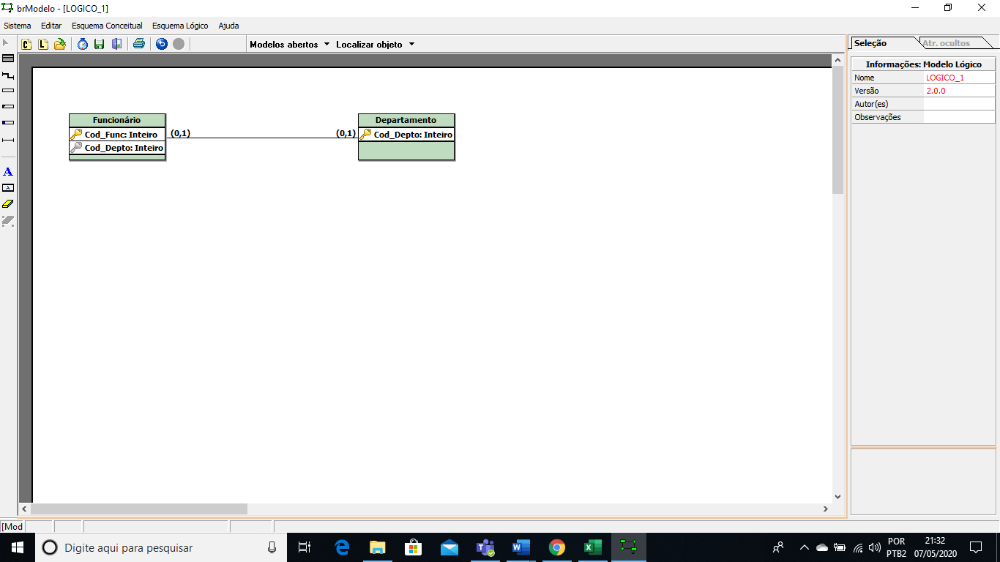 brModelo - [LOGICO_1]
Sistema Editar Esquema Conceitual Esquema Lógico Ajuda
C L Modelos abertos Localizar objeto
Seleção Atr. ocultos
Informações: Modelo Lógico
Nome LOGICO_1
Versão 2.0.0
Autor(es)
Observações
Funcionário
Cod_Func: Inteiro
Cod_Depto: Inteiro
(0,1) (0,1)
Departamento
Cod_Depto: Inteiro
A
A
[Mod
Digite aqui para pesquisar
POR
PTB2
21:32
07/05/2020